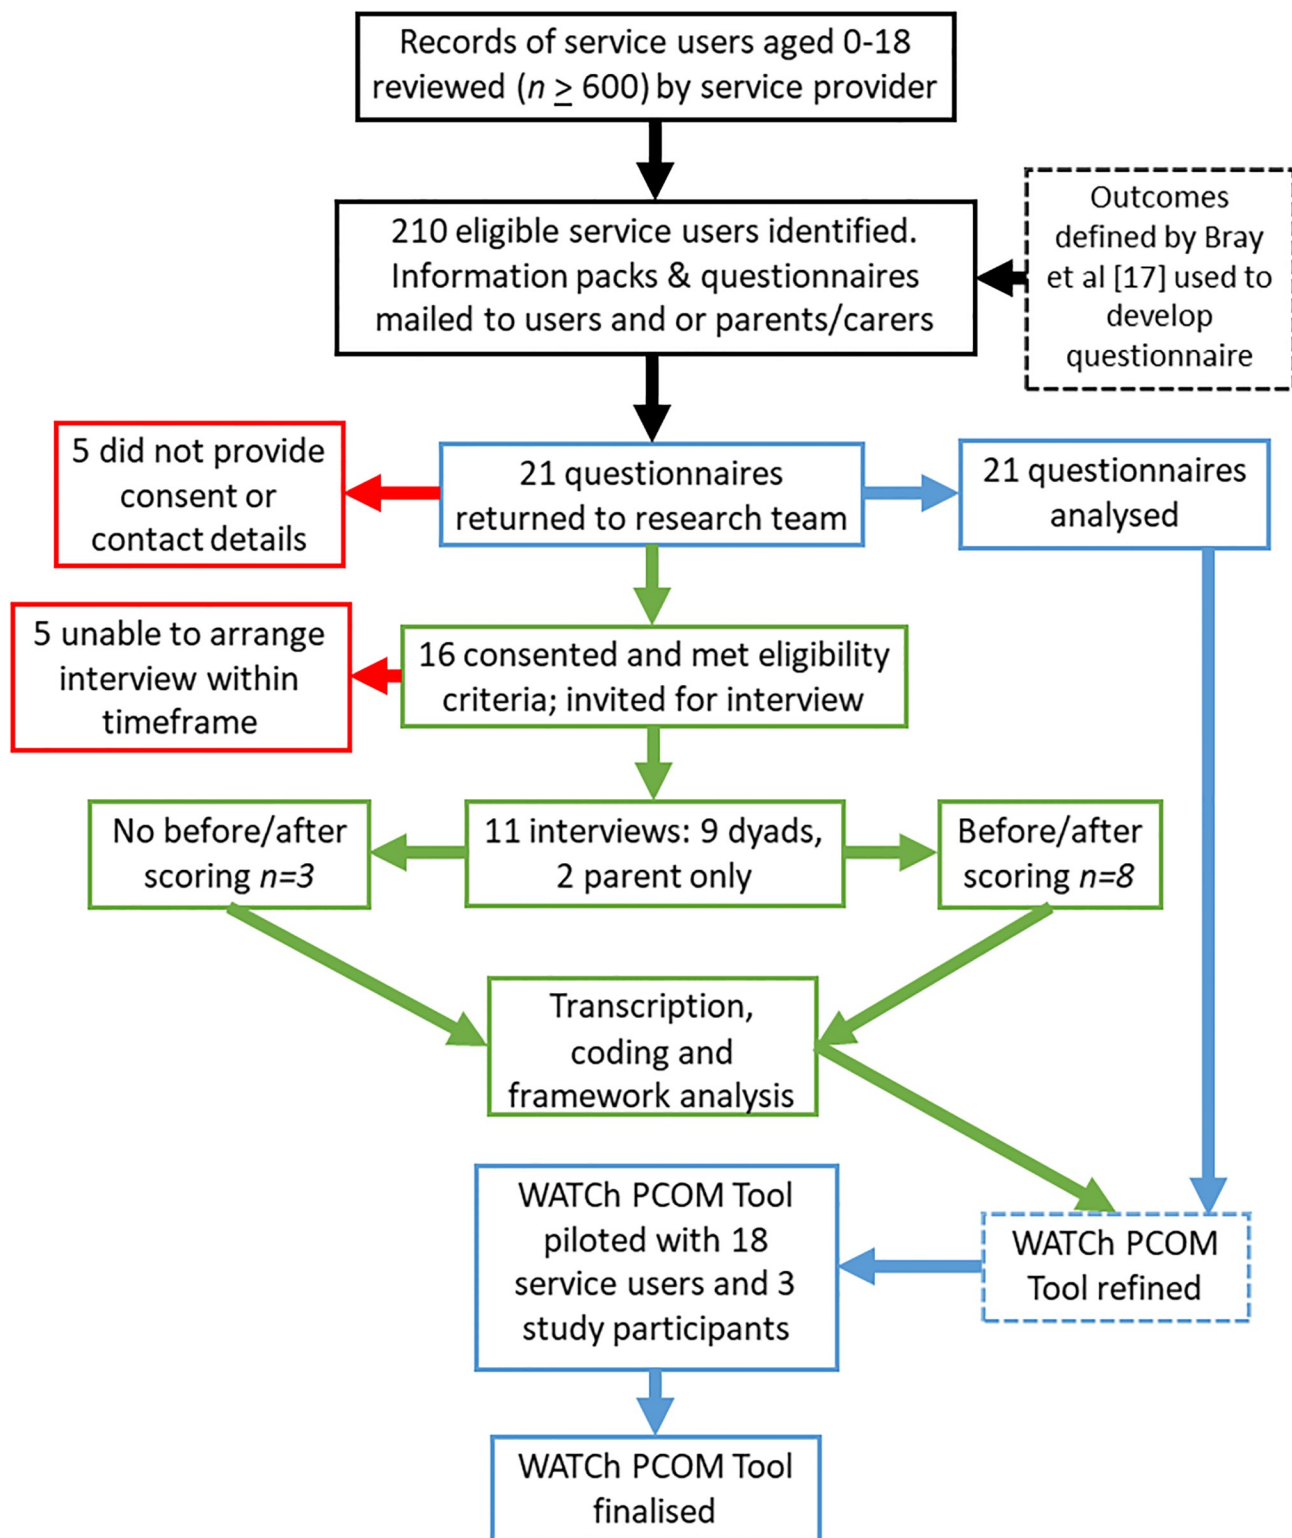 Records of service users aged 0-18
reviewed (n ≥ 600) by service provider
210 eligible service users identified.
Information packs & questionnaires
mailed to users and or parents/carers
Outcomes
defined by Bray
et al [17] used to
develop
questionnaire
5 did not provide
consent or
contact details
21 questionnaires
returned to research team
21 questionnaires
analysed
5 unable to arrange
interview within
timeframe
16 consented and met eligibility
criteria; invited for interview
No before/after
scoring n=3
11 interviews: 9 dyads,
2 parent only
Before/after
scoring n=8
Transcription,
coding and
framework analysis
WATCh PCOM Tool
piloted with 18
service users and 3
study participants
WATCh PCOM
Tool refined
WATCh PCOM Tool
finalised